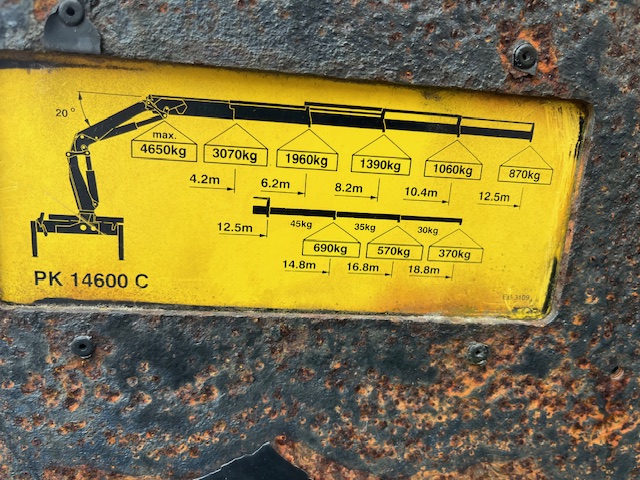 20°
max.
4650kg 3070kg 1960kg 1390kg 1060kg 870kg
4.2m 6.2m 8.2m 10.4m 12.5m
12.5m 45kg 35kg 30kg
690kg 570kg 370kg
14.8m 16.8m 18.8m
PK 14600 C